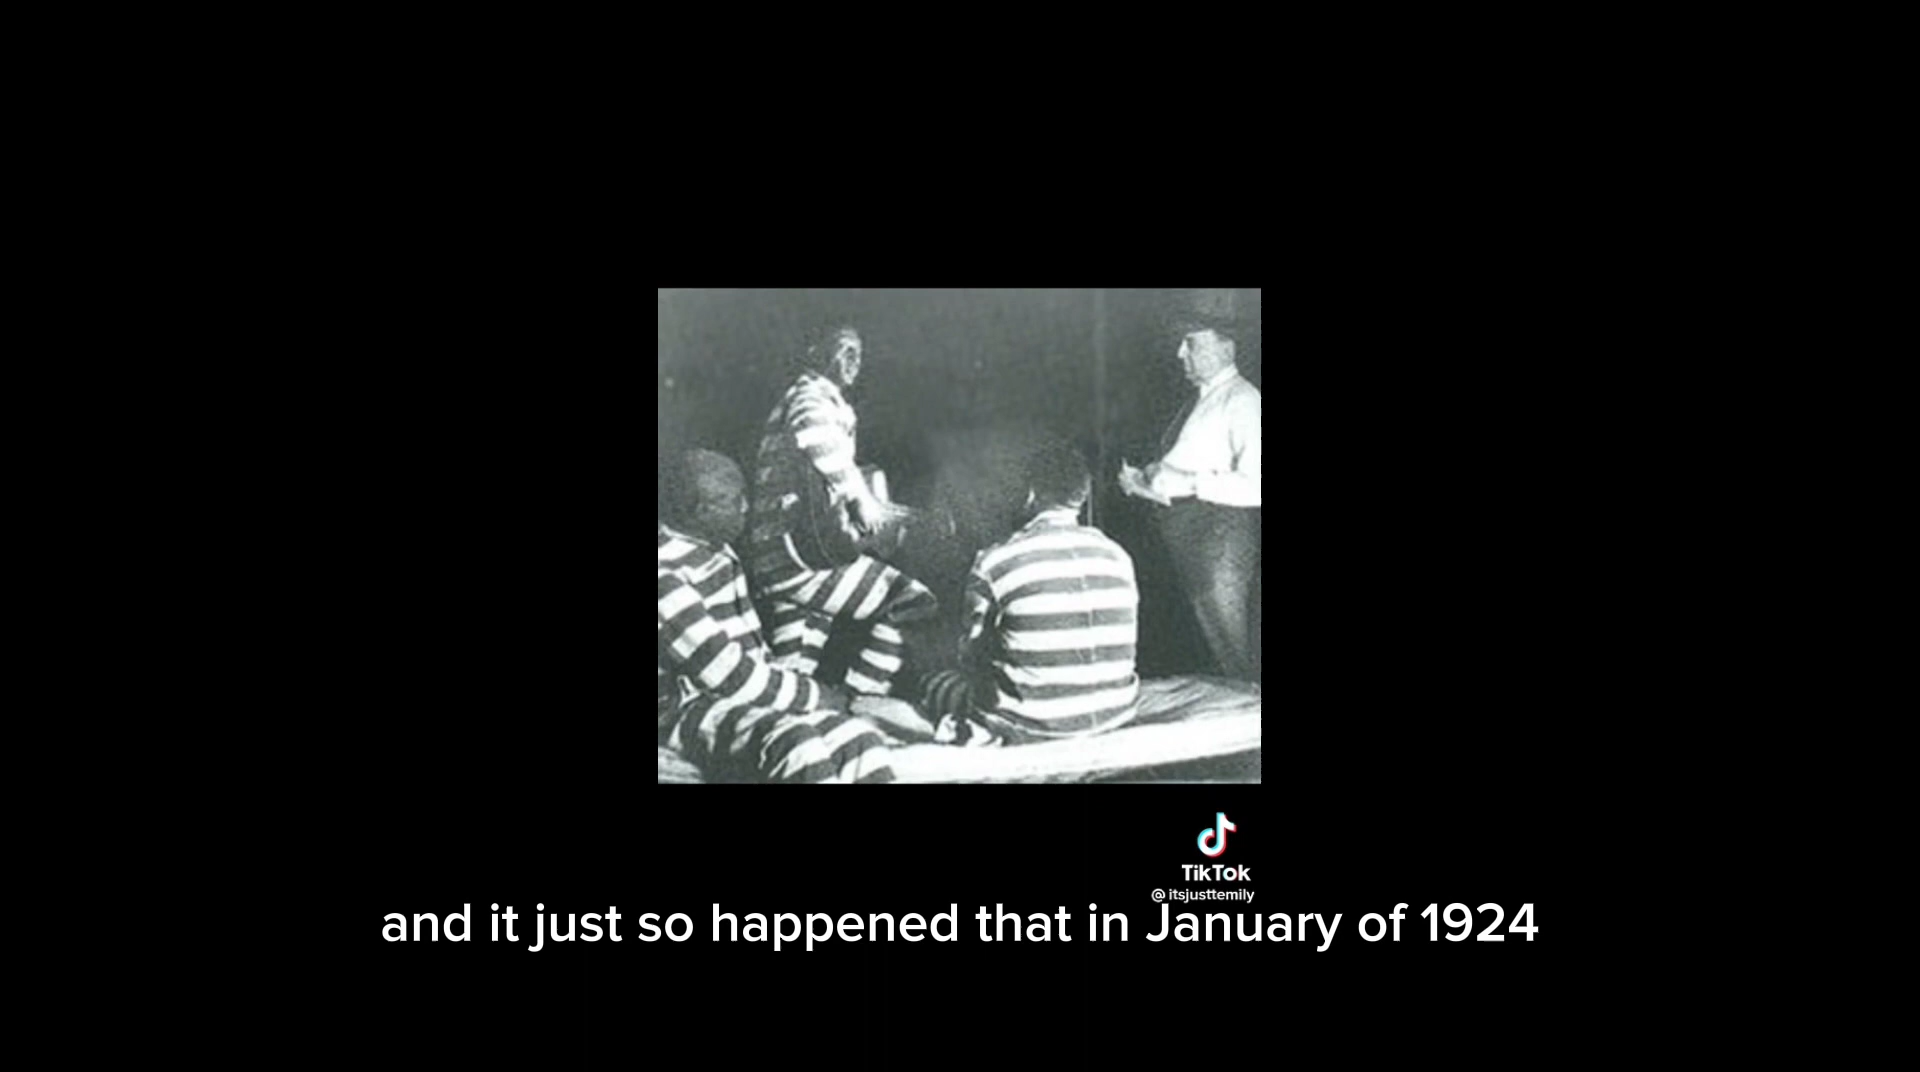 TikTok
@itsjusttemily
and it just so happened that in January of 1924